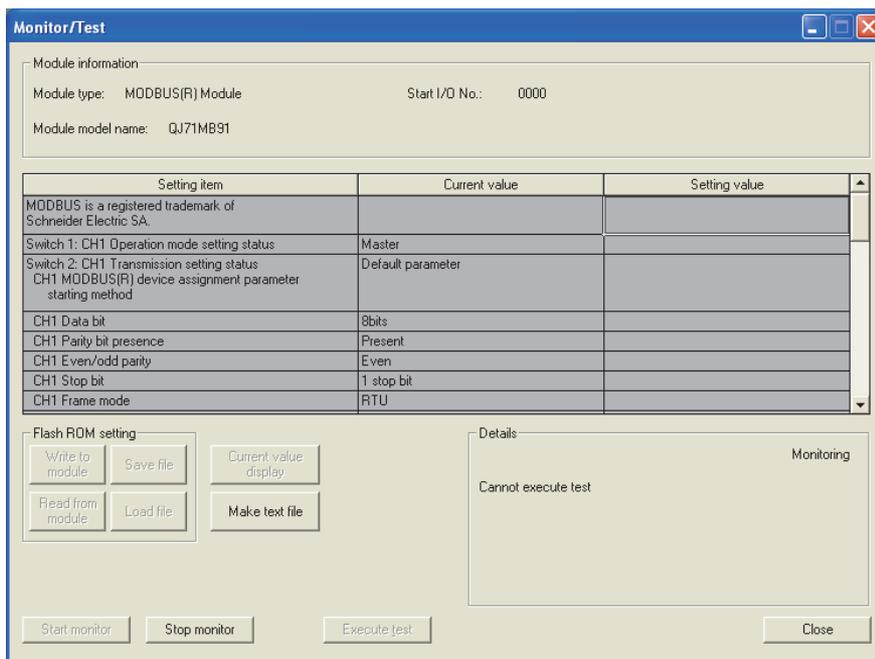 Monitor/Test
Module information
Module type: MODBUS(R) Module Start I/O No.: 0000
Module model name: QJ71MB91
Setting item Current value Setting value
MODBUS is a registered trademark of
Schneider Electric SA.
Switch 1: CH1 Operation mode setting status Master
Switch 2: CH1 Transmission setting status Default parameter
CH1 MODBUS(R) device assignment parameter
starting method
CH1 Data bit 8bits
CH1 Parity bit presence Present
CH1 Even/odd parity Even
CH1 Stop bit 1 stop bit
CH1 Frame mode RTU
Flash ROM setting
Write to
module
Save file
Current value
display
Read from
module
Load file
Make text file
Details
Monitoring
Cannot execute test
Start monitor Stop monitor Execute test Close